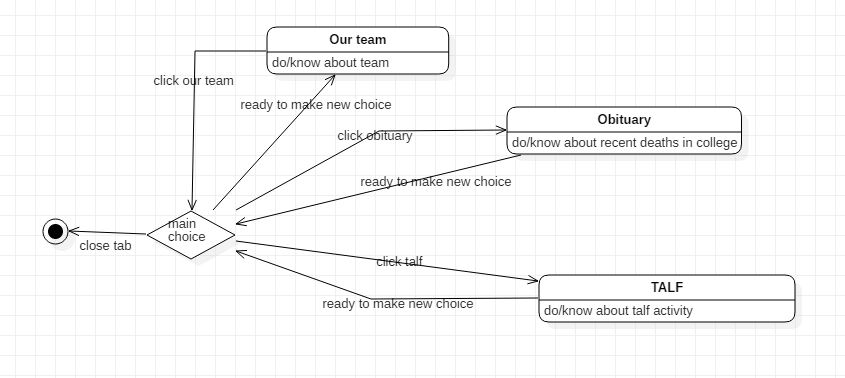 Our team
do/know about team
click our team
ready to make new choice
Obituary
click obituary
do/know about recent deaths in college
ready to make new choice
main
choice
close tab
click talf
TALF
ready to make new choice
do/know about talf activity